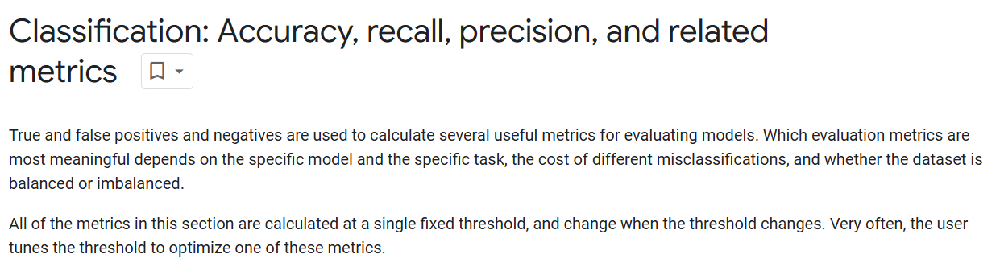 Classification: Accuracy, recall, precision, and related
metrics
True and false positives and negatives are used to calculate several useful metrics for evaluating models. Which evaluation metrics are
most meaningful depends on the specific model and the specific task, the cost of different misclassifications, and whether the dataset is
balanced or imbalanced.
All of the metrics in this section are calculated at a single fixed threshold, and change when the threshold changes. Very often, the user
tunes the threshold to optimize one of these metrics.